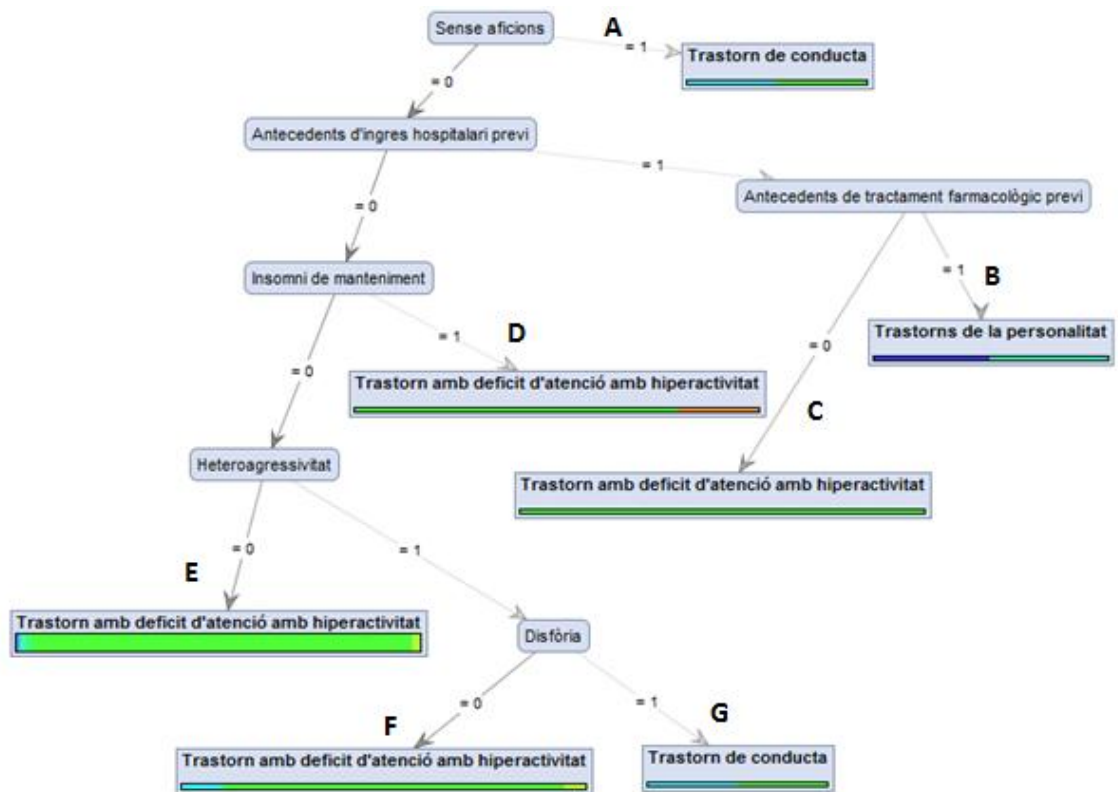 Sense aficions
A
= 1
Trastorn de conducta
= 0
Antecedents d'ingres hospitalari previ
= 1
Antecedents de tractament farmacològic previ
= 0
Insomni de manteniment
= 1
B
Trastorns de la personalitat
= 1
D
= 0
= 0
Trastorn amb deficit d'atenció amb hiperactivitat
C
Heteroagressivitat
Trastorn amb deficit d'atenció amb hiperactivitat
= 0
= 1
E
Trastorn amb deficit d'atenció amb hiperactivitat
Disfòria
= 0
= 1
F
G
Trastorn amb deficit d'atenció amb hiperactivitat
Trastorn de conducta